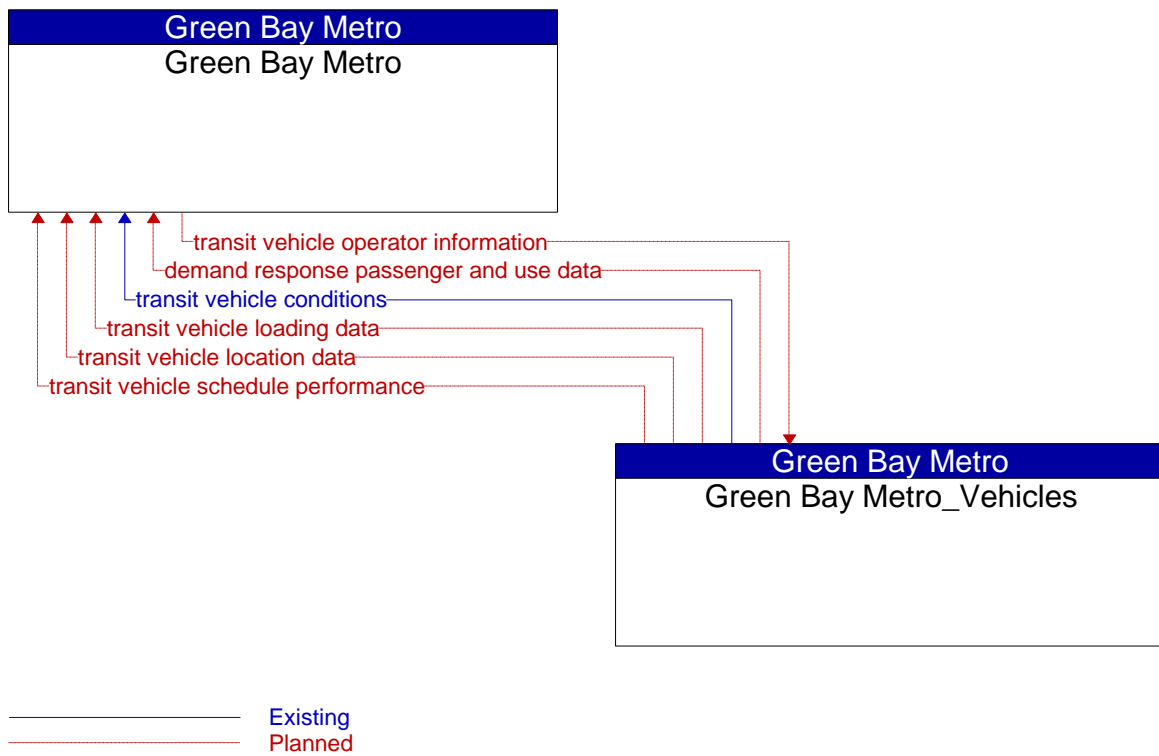 Green Bay Metro
Green Bay Metro
transit vehicle operator information
demand response passenger and use data
transit vehicle conditions
transit vehicle loading data
transit vehicle location data
transit vehicle schedule performance
Green Bay Metro
Green Bay Metro_Vehicles
Existing
Planned